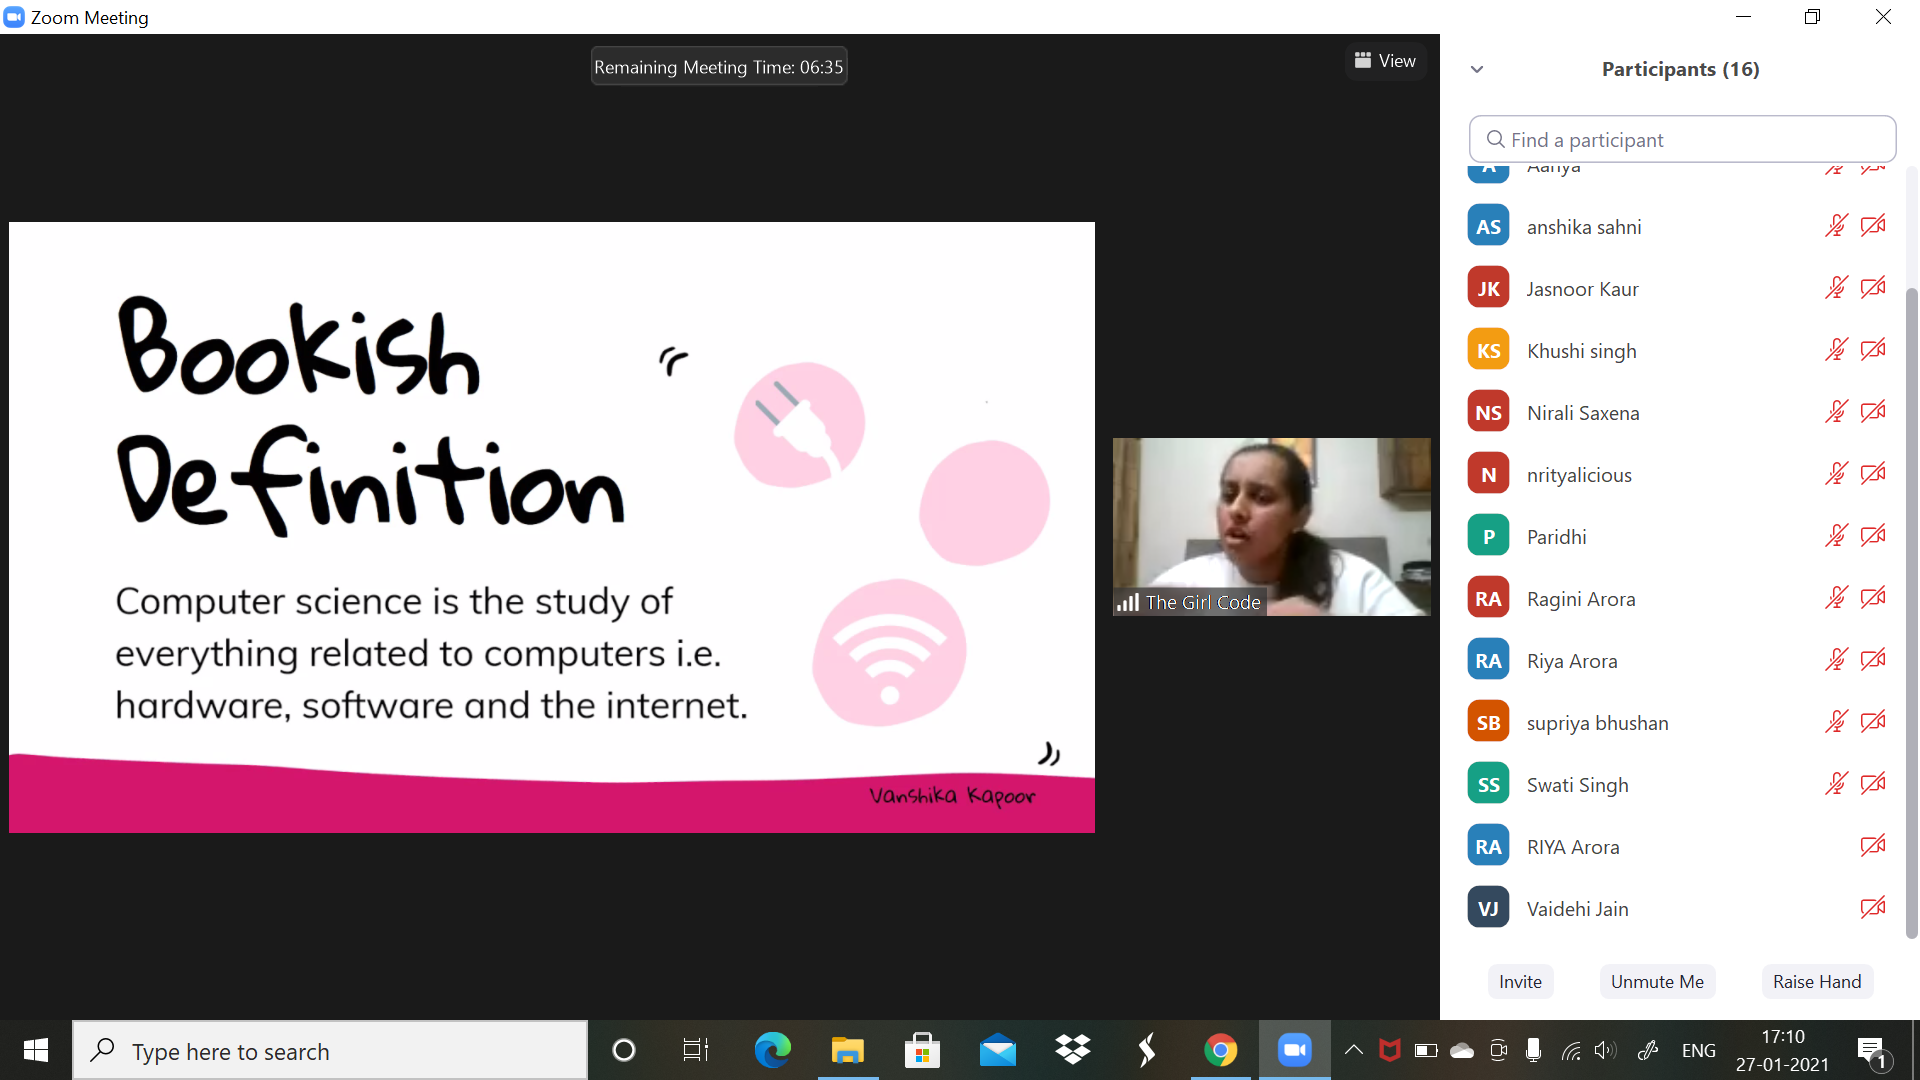 Zoom Meeting
Remaining Meeting Time: 06:35
View
Bookish
Definition
Computer science is the study of
everything related to computers i.e.
hardware, software and the internet.
Vanshika Kapoor
The Girl Code
Participants (16)
Find a participant
AS anshika sahni
JK Jasnoor Kaur
KS Khushi singh
NS Nirali Saxena
N nrityalicious
P Paridhi
RA Ragini Arora
RA Riya Arora
SB supriya bhushan
SS Swati Singh
RA RIYA Arora
VJ Vaidehi Jain
Invite Unmute Me Raise Hand
Type here to search
ENG
17:10
27-01-2021
1